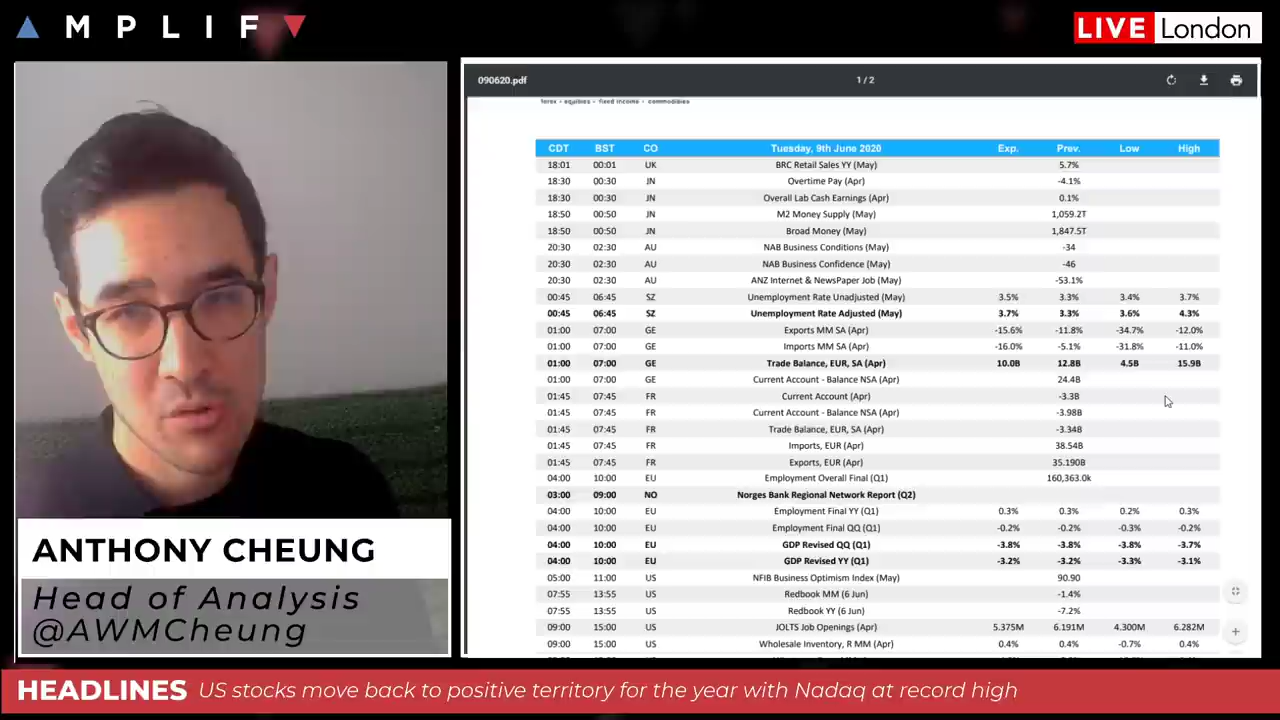 AMPLIFY
LIVE London
090620.pdf 1 / 2
forex • equities • fixed income • commodities
CDT BST CO Tuesday, 9th June 2020 Exp. Prev. Low High
18:01 00:01 UK BRC Retail Sales YY (May) 5.7%
18:30 00:30 JN Overtime Pay (Apr) -4.1%
18:30 00:30 JN Overall Lab Cash Earnings (Apr) 0.1%
18:50 00:50 JN M2 Money Supply (May) 1,059.2T
18:50 00:50 JN Broad Money (May) 1,847.5T
20:30 02:30 AU NAB Business Conditions (May) -34
20:30 02:30 AU NAB Business Confidence (May) -46
20:30 02:30 AU ANZ Internet & NewsPaper Job (May) -53.1%
00:45 06:45 SZ Unemployment Rate Unadjusted (May) 3.5% 3.3% 3.4% 3.7%
00:45 06:45 SZ Unemployment Rate Adjusted (May) 3.7% 3.3% 3.6% 4.3%
01:00 07:00 GE Exports MM SA (Apr) -15.6% -11.8% -34.7% -12.0%
01:00 07:00 GE Imports MM SA (Apr) -16.0% -5.1% -31.8% -11.0%
01:00 07:00 GE Trade Balance, EUR, SA (Apr) 10.0B 12.8B 4.5B 15.9B
01:00 07:00 GE Current Account - Balance NSA (Apr) 24.4B
01:45 07:45 FR Current Account (Apr) -3.3B
01:45 07:45 FR Current Account - Balance NSA (Apr) -3.98B
01:45 07:45 FR Trade Balance, EUR, SA (Apr) -3.34B
01:45 07:45 FR Imports, EUR (Apr) 38.54B
01:45 07:45 FR Exports, EUR (Apr) 35.190B
04:00 10:00 EU Employment Overall Final (Q1) 160,363.0k
03:00 09:00 NO Norges Bank Regional Network Report (Q2)
04:00 10:00 EU Employment Final YY (Q1) 0.3% 0.3% 0.2% 0.3%
04:00 10:00 EU Employment Final QQ (Q1) -0.2% -0.2% -0.3% -0.2%
04:00 10:00 EU GDP Revised QQ (Q1) -3.8% -3.8% -3.8% -3.7%
04:00 10:00 EU GDP Revised YY (Q1) -3.2% -3.2% -3.3% -3.1%
05:00 11:00 US NFIB Business Optimism Index (May) 90.90
07:55 13:55 US Redbook MM (6 Jun) -1.4%
07:55 13:55 US Redbook YY (6 Jun) -7.2%
09:00 15:00 US JOLTS Job Openings (Apr) 5.375M 6.191M 4.300M 6.282M
09:00 15:00 US Wholesale Inventory, R MM (Apr) 0.4% 0.4% -0.7% 0.4%
ANTHONY CHEUNG
Head of Analysis
@AWMCheung
HEADLINES US stocks move back to positive territory for the year with Nadaq at record high